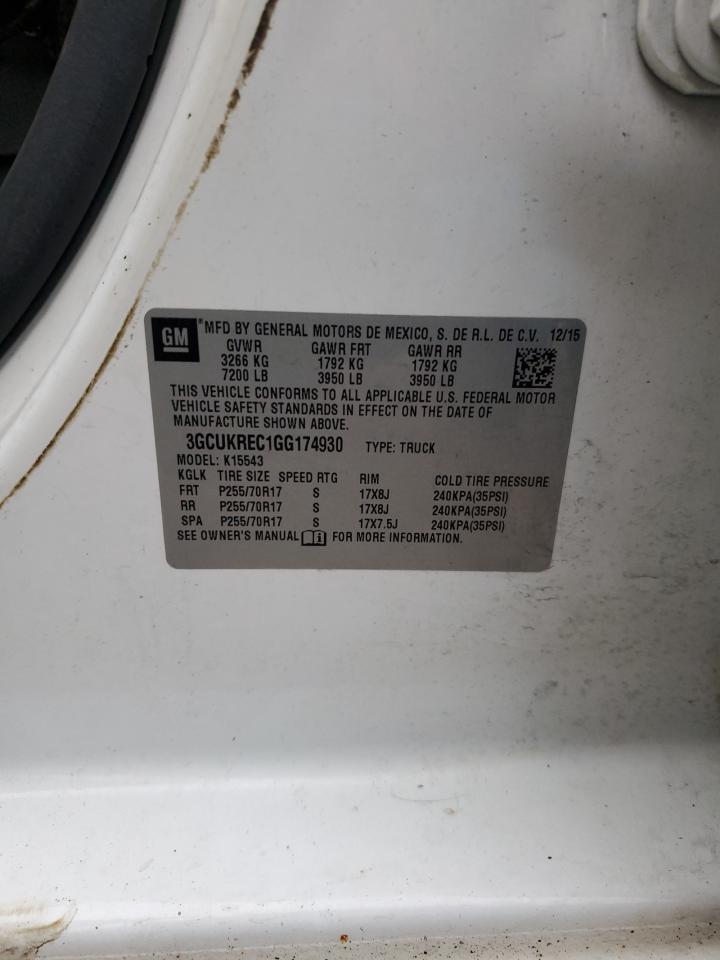 GM ® MFD BY GENERAL MOTORS DE MEXICO, S. DE R.L. DE C.V. 12/15
GVWR GAWR FRT GAWR RR
3266 KG 1792 KG 1792 KG
7200 LB 3950 LB 3950 LB
THIS VEHICLE CONFORMS TO ALL APPLICABLE U.S. FEDERAL MOTOR
VEHICLE SAFETY STANDARDS IN EFFECT ON THE DATE OF
MANUFACTURE SHOWN ABOVE.
3GCUKREC1GG174930 TYPE: TRUCK
MODEL: K15543
KGLK TIRE SIZE SPEED RTG RIM COLD TIRE PRESSURE
FRT P255/70R17 S 17X8J 240KPA(35PSI)
RR P255/70R17 S 17X8J 240KPA(35PSI)
SPA P255/70R17 S 17X7.5J 240KPA(35PSI)
SEE OWNER'S MANUAL FOR MORE INFORMATION.